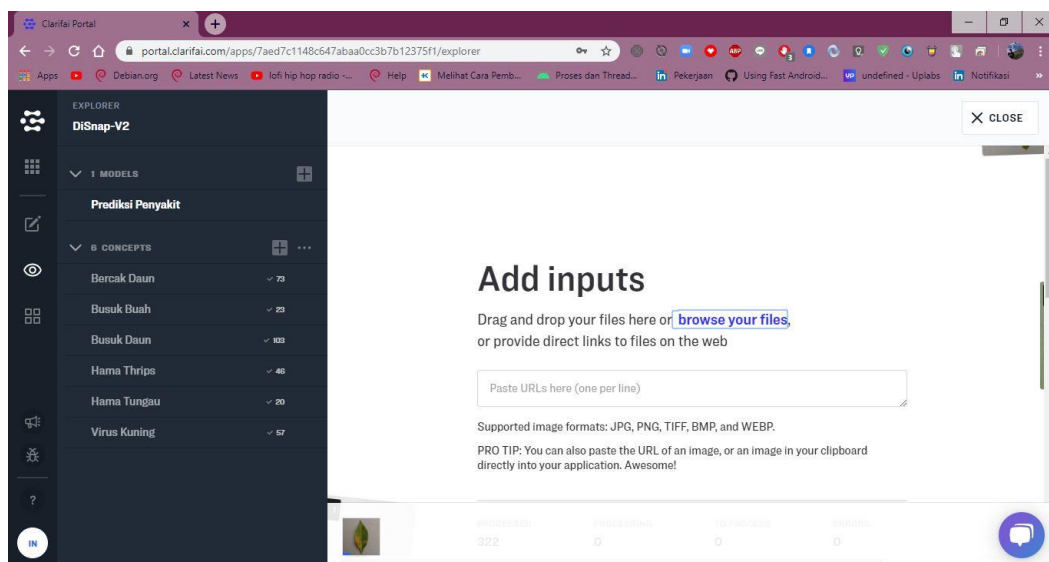 Clarifai Portal
portal.clarifai.com/apps/7aed7c1148c647abaa0cc3b7b12375f1/explorer
Apps Debian.org Latest News lofi hip hop radio -... Help Melihat Cara Pemb... Proses dan Thread... Pekerjaan Using Fast Android... undefined - Uplabs Notifikasi »
EXPLORER
DiSnap-V2
CLOSE
1 MODELS
Prediksi Penyakit
6 CONCEPTS
Bercak Daun 73
Busuk Buah 23
Busuk Daun 103
Hama Thrips 46
Hama Tungau 20
Virus Kuning 57
?
IN
Add inputs
Drag and drop your files here or browse your files,
or provide direct links to files on the web
Paste URLs here (one per line)
Supported image formats: JPG, PNG, TIFF, BMP, and WEBP.
PRO TIP: You can also paste the URL of an image, or an image in your clipboard
directly into your application. Awesome!
PROCESSED PROCESSING TO PROCESS ERRORS
322 0 0 0